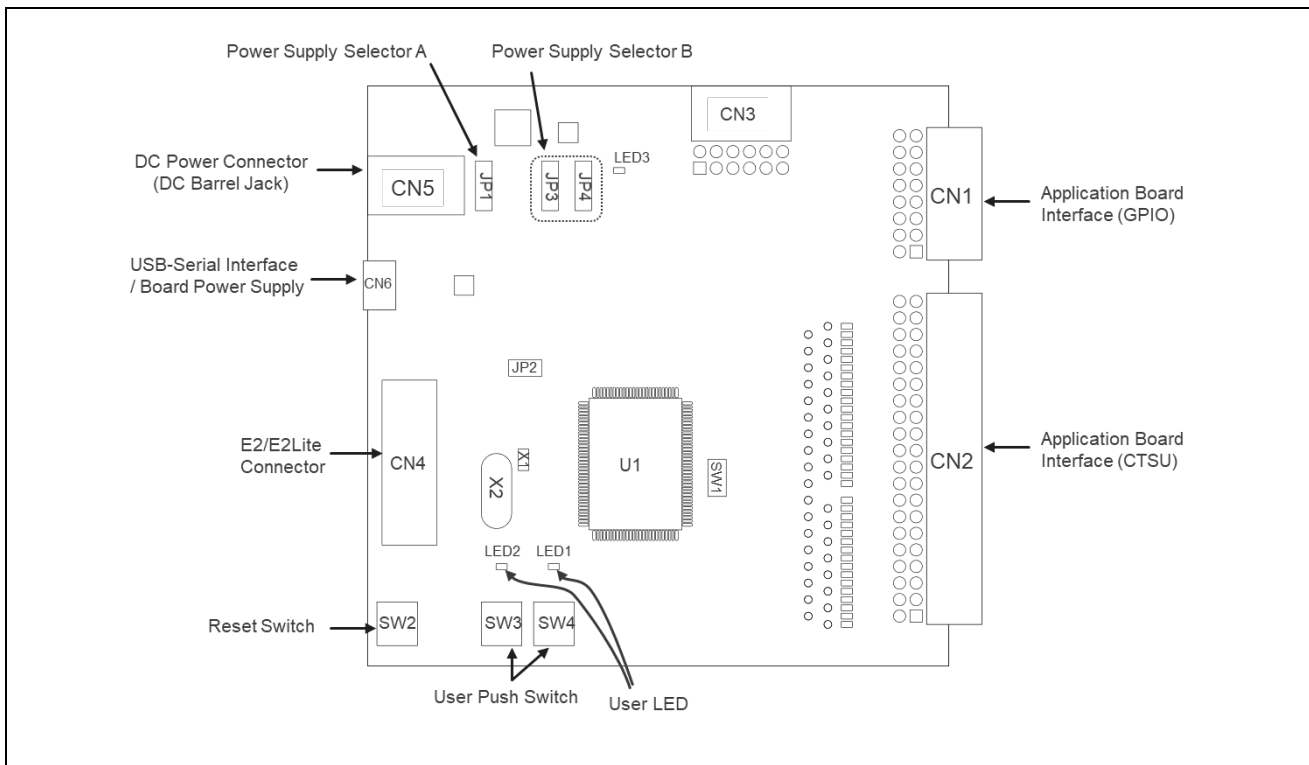 Power Supply Selector A
Power Supply Selector B
CN3
LED3
DC Power Connector
(DC Barrel Jack)
CN5
JP1
JP3
JP4
CN1
Application Board
Interface (GPIO)
USB-Serial Interface
/ Board Power Supply
CN6
JP2
E2/E2Lite
Connector
CN4
X1
X2
U1
SW1
CN2
Application Board
Interface (CTSU)
LED2
LED1
Reset Switch
SW2
SW3
SW4
User Push Switch
User LED